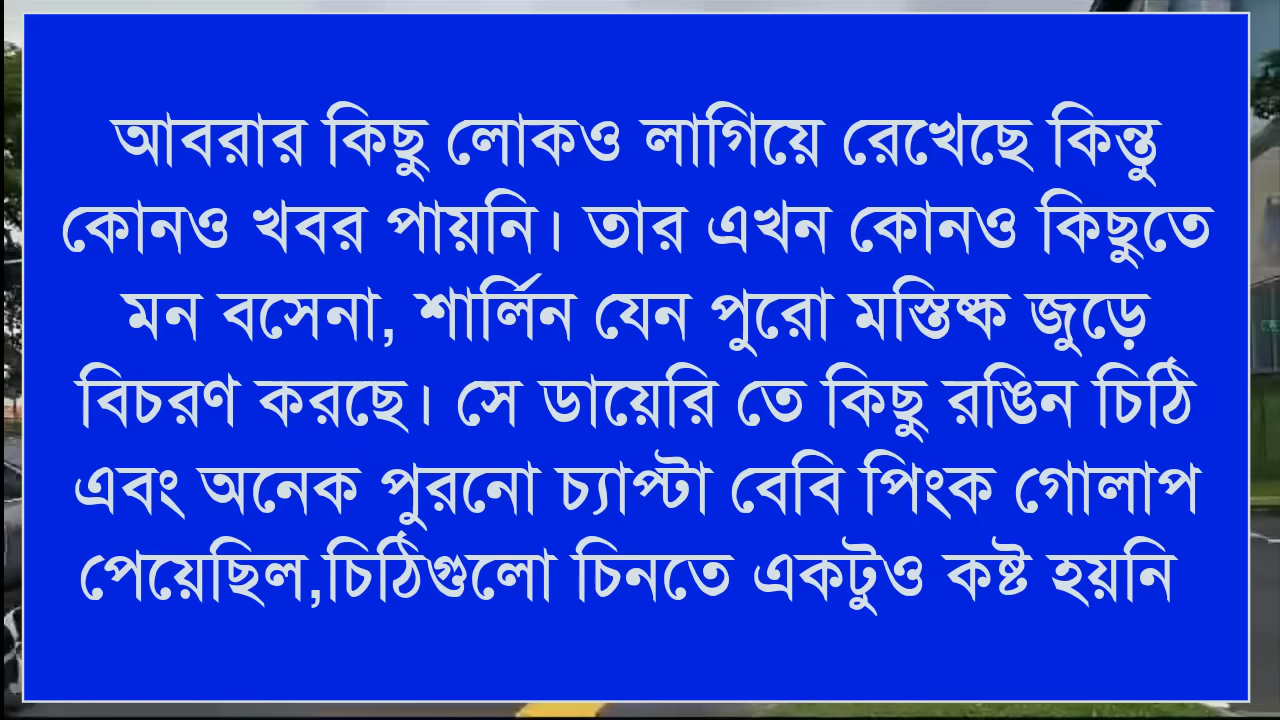 আবরার কিছু লোকও লাগিয়ে রেখেছে কিন্তু
কোনও খবর পায়নি। তার এখন কোনও কিছুতে
মন বসেনা, শার্লিন যেন পুরো মস্তিষ্ক জুড়ে
বিচরণ করছে। সে ডায়েরি তে কিছু রঙিন চিঠি
এবং অনেক পুরনো চ্যাপ্টা বেবি পিংক গোলাপ
পেয়েছিল,চিঠিগুলো চিনতে একটুও কষ্ট হয়নি